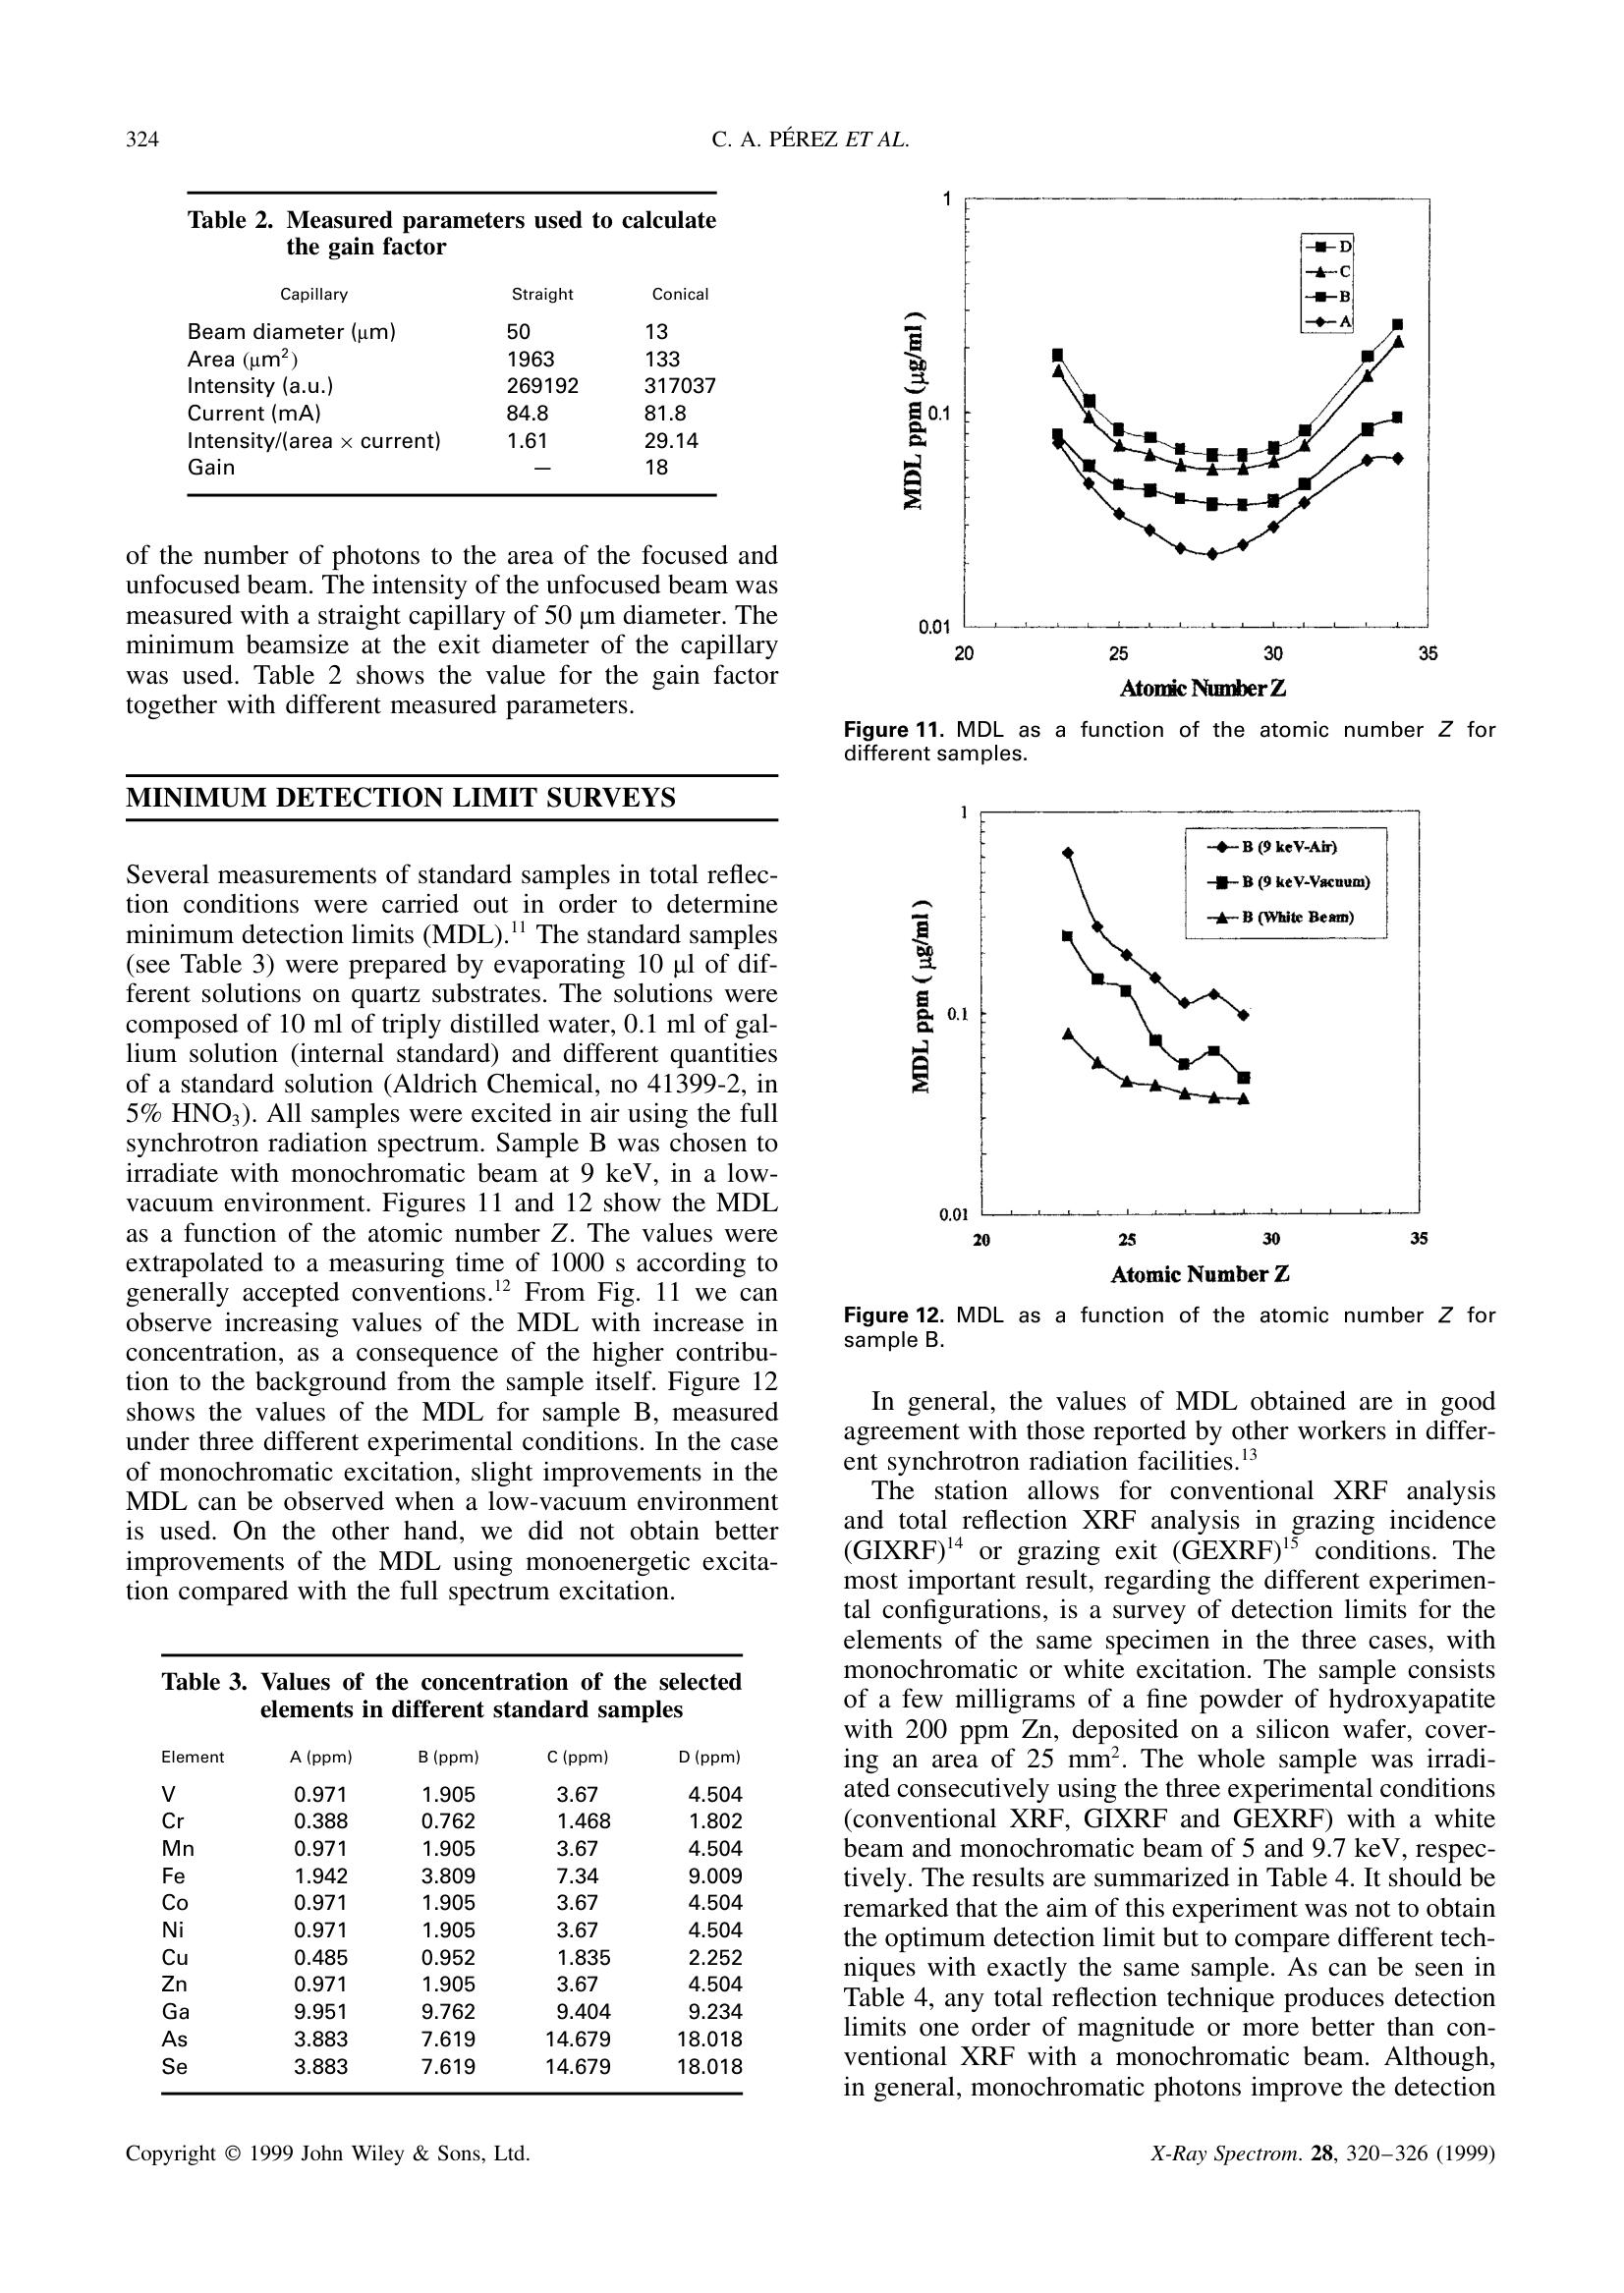 324
C. A. PÉREZ ET AL.
Table 2. Measured parameters used to calculate
the gain factor
Capillary Straight Conical
Beam diameter (μm) 50 13
Area (μm²) 1963 133
Intensity (a.u.) 269192 317037
Current (mA) 84.8 81.8
Intensity/(area × current) 1.61 29.14
Gain — 18
of the number of photons to the area of the focused and
unfocused beam. The intensity of the unfocused beam was
measured with a straight capillary of 50 μm diameter. The
minimum beamsize at the exit diameter of the capillary
was used. Table 2 shows the value for the gain factor
together with different measured parameters.
MINIMUM DETECTION LIMIT SURVEYS
Several measurements of standard samples in total reflec-
tion conditions were carried out in order to determine
minimum detection limits (MDL).¹¹ The standard samples
(see Table 3) were prepared by evaporating 10 μl of dif-
ferent solutions on quartz substrates. The solutions were
composed of 10 ml of triply distilled water, 0.1 ml of gal-
lium solution (internal standard) and different quantities
of a standard solution (Aldrich Chemical, no 41399-2, in
5% HNO₃). All samples were excited in air using the full
synchrotron radiation spectrum. Sample B was chosen to
irradiate with monochromatic beam at 9 keV, in a low-
vacuum environment. Figures 11 and 12 show the MDL
as a function of the atomic number Z. The values were
extrapolated to a measuring time of 1000 s according to
generally accepted conventions.¹² From Fig. 11 we can
observe increasing values of the MDL with increase in
concentration, as a consequence of the higher contribu-
tion to the background from the sample itself. Figure 12
shows the values of the MDL for sample B, measured
under three different experimental conditions. In the case
of monochromatic excitation, slight improvements in the
MDL can be observed when a low-vacuum environment
is used. On the other hand, we did not obtain better
improvements of the MDL using monoenergetic excita-
tion compared with the full spectrum excitation.
Table 3. Values of the concentration of the selected
elements in different standard samples
Element A (ppm) B (ppm) C (ppm) D (ppm)
V 0.971 1.905 3.67 4.504
Cr 0.388 0.762 1.468 1.802
Mn 0.971 1.905 3.67 4.504
Fe 1.942 3.809 7.34 9.009
Co 0.971 1.905 3.67 4.504
Ni 0.971 1.905 3.67 4.504
Cu 0.485 0.952 1.835 2.252
Zn 0.971 1.905 3.67 4.504
Ga 9.951 9.762 9.404 9.234
As 3.883 7.619 14.679 18.018
Se 3.883 7.619 14.679 18.018
1
D
C
B
A
MDL ppm (μg/ml )
0.1
0.01
20 25 30 35
Atomic Number Z
Figure 11. MDL as a function of the atomic number Z for
different samples.
1
B (9 keV-Air)
B (9 keV-Vacuum)
B (White Beam)
MDL ppm ( μg/ml )
0.1
0.01
20 25 30 35
Atomic Number Z
Figure 12. MDL as a function of the atomic number Z for
sample B.
In general, the values of MDL obtained are in good
agreement with those reported by other workers in differ-
ent synchrotron radiation facilities.¹³
The station allows for conventional XRF analysis
and total reflection XRF analysis in grazing incidence
(GIXRF)¹⁴ or grazing exit (GEXRF)¹⁵ conditions. The
most important result, regarding the different experimen-
tal configurations, is a survey of detection limits for the
elements of the same specimen in the three cases, with
monochromatic or white excitation. The sample consists
of a few milligrams of a fine powder of hydroxyapatite
with 200 ppm Zn, deposited on a silicon wafer, cover-
ing an area of 25 mm². The whole sample was irradi-
ated consecutively using the three experimental conditions
(conventional XRF, GIXRF and GEXRF) with a white
beam and monochromatic beam of 5 and 9.7 keV, respec-
tively. The results are summarized in Table 4. It should be
remarked that the aim of this experiment was not to obtain
the optimum detection limit but to compare different tech-
niques with exactly the same sample. As can be seen in
Table 4, any total reflection technique produces detection
limits one order of magnitude or more better than con-
ventional XRF with a monochromatic beam. Although,
in general, monochromatic photons improve the detection
Copyright © 1999 John Wiley & Sons, Ltd.
X-Ray Spectrom. 28, 320–326 (1999)